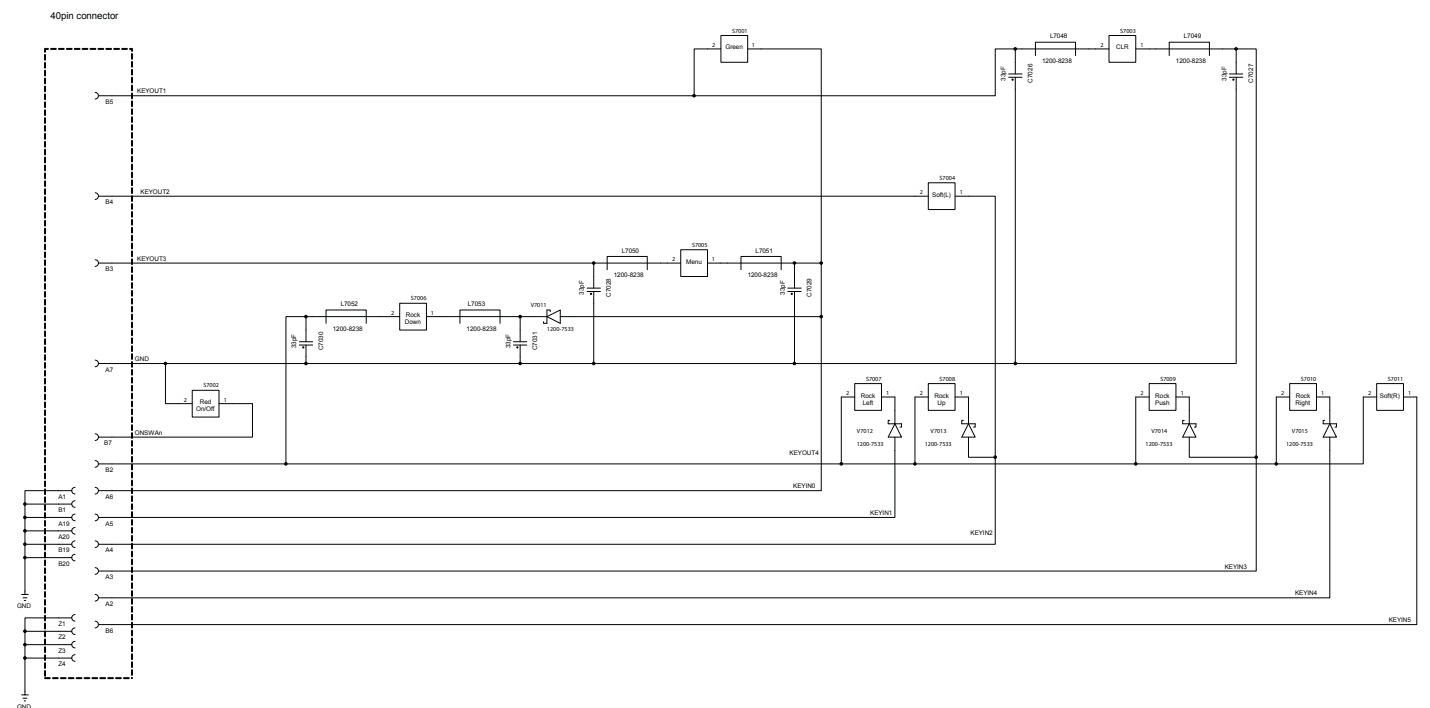 40pin connector
S7001
2 Green 1
L7048
1200-8238
S7003
2 CLR 1
L7049
1200-8238
33pF
C7026
33pF
C7027
B5
KEYOUT1
B4
KEYOUT2
S7004
2 Soft(L) 1
B3
KEYOUT3
L7050
1200-8238
S7005
2 Menu 1
L7051
1200-8238
33pF
C7028
33pF
C7029
L7052
1200-8238
S7006
2 Rock 1
Down
L7053
1200-8238
V7011
1200-7533
33pF
C7030
33pF
C7031
A7
GND
S7002
2 Red 1
On/Off
B7
ONSWAn
S7007
2 Rock 1
Left
V7012
1200-7533
S7008
2 Rock 1
Up
V7013
1200-7533
S7009
2 Rock 1
Push
V7014
1200-7533
S7010
2 Rock 1
Right
V7015
1200-7533
S7011
2 Soft(R) 1
B2
KEYOUT4
A1
A6
KEYIN0
B1
A19
A5
KEYIN1
A20
B19
A4
KEYIN2
B20
A3
KEYIN3
A2
KEYIN4
GND
Z1
B6
KEYIN5
Z2
Z3
Z4
GND